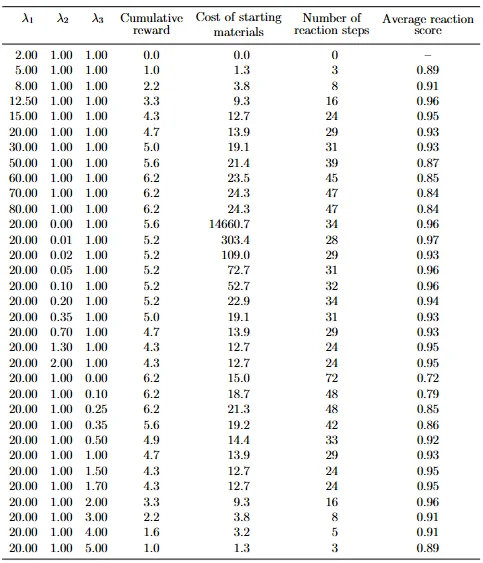 λ1 λ2 λ3 Cumulative reward Cost of starting materials Number of reaction steps Average reaction score
2.00 1.00 1.00 0.0 0.0 0 –
5.00 1.00 1.00 1.0 1.3 3 0.89
8.00 1.00 1.00 2.2 3.8 8 0.91
12.50 1.00 1.00 3.3 9.3 16 0.96
15.00 1.00 1.00 4.3 12.7 24 0.95
20.00 1.00 1.00 4.7 13.9 29 0.93
30.00 1.00 1.00 5.0 19.1 31 0.93
50.00 1.00 1.00 5.6 21.4 39 0.87
60.00 1.00 1.00 6.2 23.5 45 0.85
70.00 1.00 1.00 6.2 24.3 47 0.84
80.00 1.00 1.00 6.2 24.3 47 0.84
20.00 0.00 1.00 5.6 14660.7 34 0.96
20.00 0.01 1.00 5.2 303.4 28 0.97
20.00 0.02 1.00 5.2 109.0 29 0.93
20.00 0.05 1.00 5.2 72.7 31 0.96
20.00 0.10 1.00 5.2 52.7 32 0.96
20.00 0.20 1.00 5.2 22.9 34 0.94
20.00 0.35 1.00 5.0 19.1 31 0.93
20.00 0.70 1.00 4.7 13.9 29 0.93
20.00 1.30 1.00 4.3 12.7 24 0.95
20.00 2.00 1.00 4.3 12.7 24 0.95
20.00 1.00 0.00 6.2 15.0 72 0.72
20.00 1.00 0.10 6.2 18.7 48 0.79
20.00 1.00 0.25 6.2 21.3 48 0.85
20.00 1.00 0.35 5.6 19.2 42 0.86
20.00 1.00 0.50 4.9 14.4 33 0.92
20.00 1.00 1.00 4.7 13.9 29 0.93
20.00 1.00 1.50 4.3 12.7 24 0.95
20.00 1.00 1.70 4.3 12.7 24 0.95
20.00 1.00 2.00 3.3 9.3 16 0.96
20.00 1.00 3.00 2.2 3.8 8 0.91
20.00 1.00 4.00 1.6 3.2 5 0.91
20.00 1.00 5.00 1.0 1.3 3 0.89